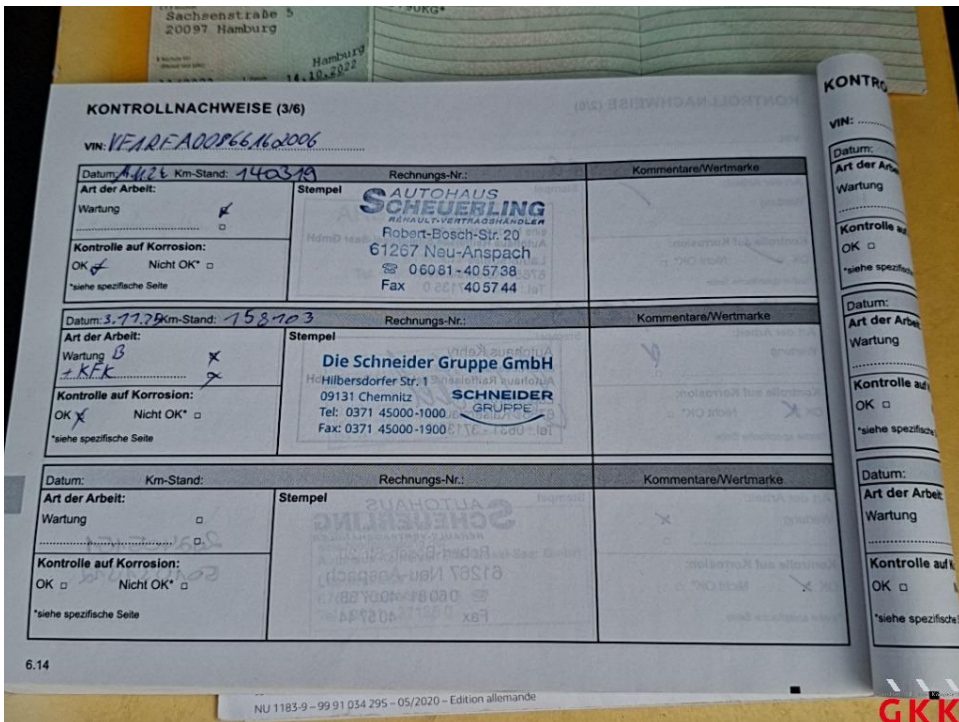 Sachsenstraße 5
20097 Hamburg
Hamburg
14.10.2022
KONTROLLNACHWEISE (3/6)
VIN: VF1RFA00866162006
Km-Stand: 140319
Rechnungs-Nr.:
Kommentare/Wertmarke
Art der Arbeit:
Stempel
Wartung
Kontrolle auf Korrosion:
OK Nicht OK*
*siehe spezifische Seite
AUTOHAUS
SCHEUERLING
RENAULT-VERTRAGSHÄNDLER
Robert-Bosch-Str. 20
61267 Neu-Anspach
06081-405738
Fax 405744
Datum: 3.11.25 Km-Stand: 158103
Rechnungs-Nr.:
Kommentare/Wertmarke
Art der Arbeit:
Stempel
Wartung B
+ KFK
Kontrolle auf Korrosion:
OK Nicht OK*
*siehe spezifische Seite
Die Schneider Gruppe GmbH
Hilbersdorfer Str. 1
09131 Chemnitz
Tel: 0371 45000-1000
Fax: 0371 45000-1900
SCHNEIDER
GRUPPE
Datum: Km-Stand:
Rechnungs-Nr.:
Kommentare/Wertmarke
Art der Arbeit:
Stempel
Wartung
Kontrolle auf Korrosion:
OK Nicht OK*
*siehe spezifische Seite
6.14
KONTRO
VIN:
Datum:
Art der Arbe
Wartung
Kontrolle au
OK
*siehe spezifisch
Datum:
Art der Arbe
Wartung
Kontrolle auf
OK
*siehe spezifisch
Datum:
Art der Arbeit
Wartung
Kontrolle auf K
OK
*siehe spezifische
NU 1183-9 – 99 91 034 295 – 05/2020 – Edition allemande
GKK